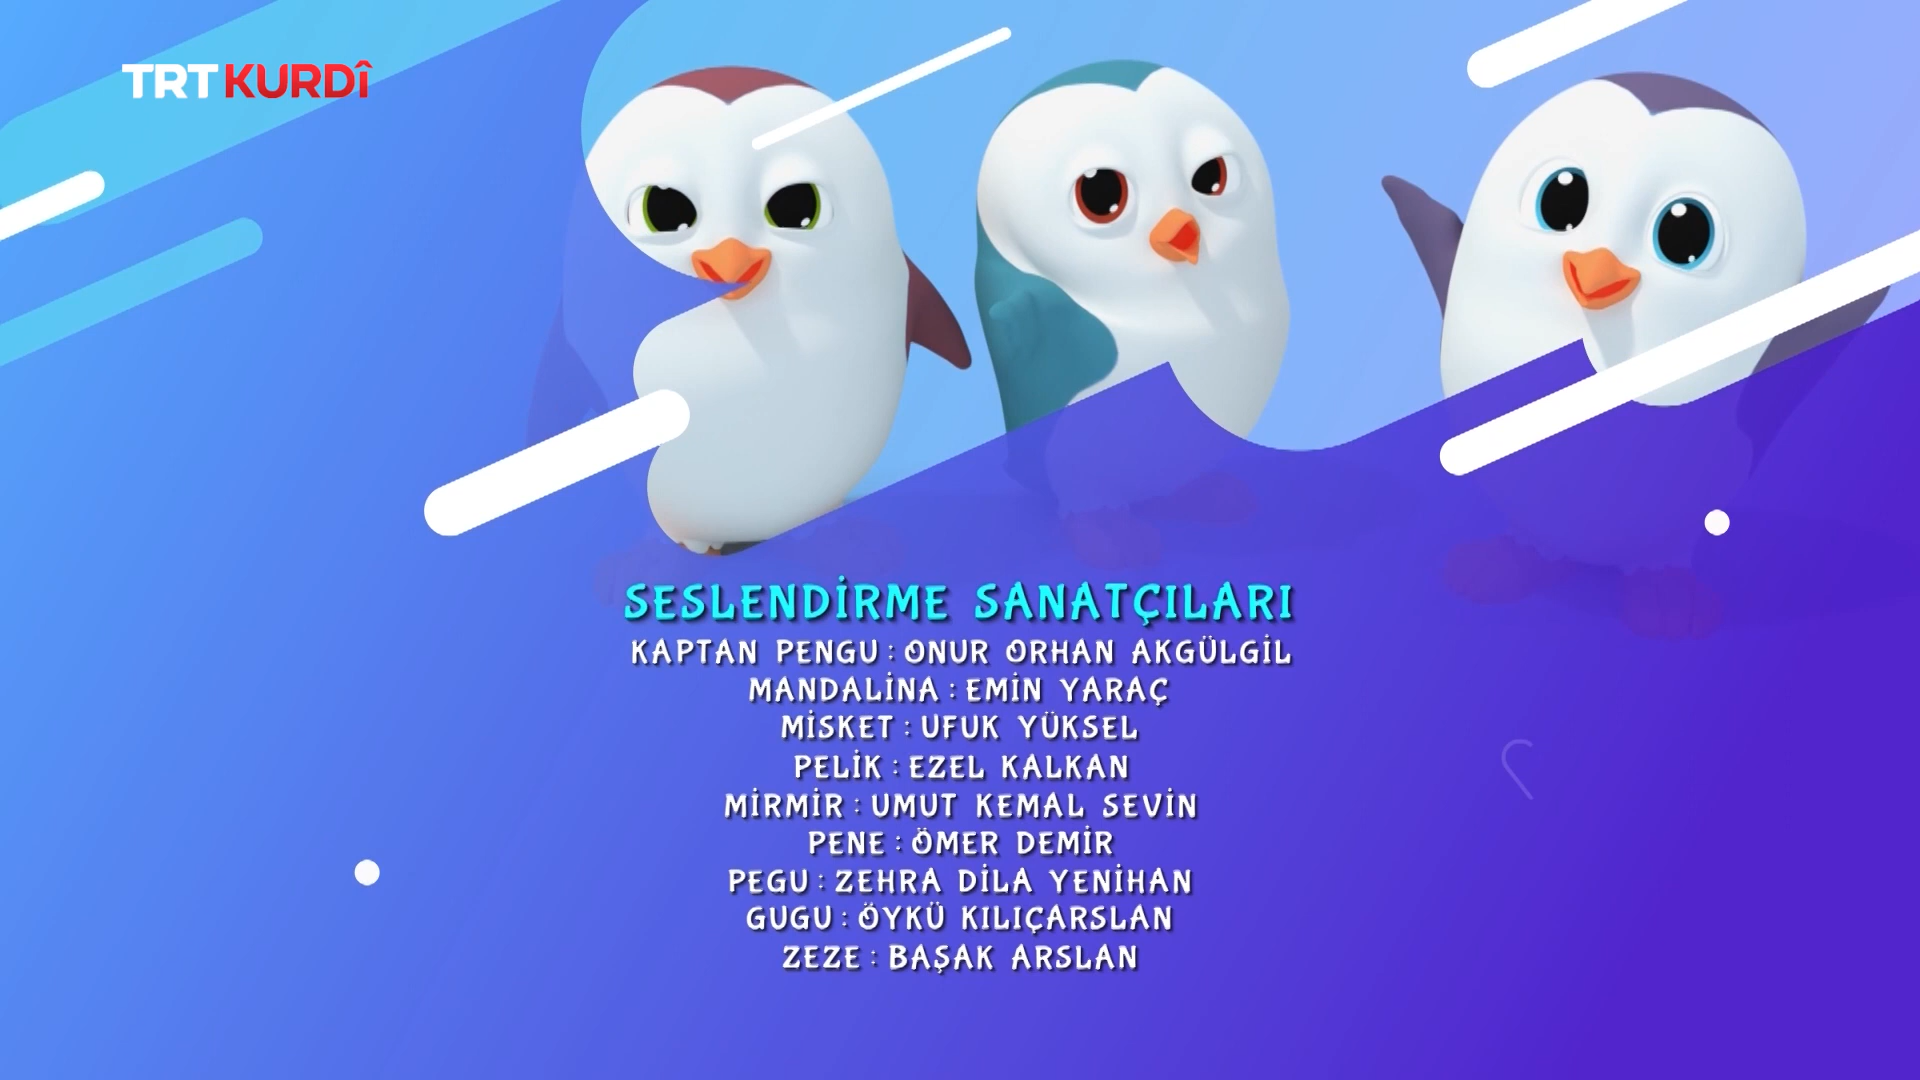 TRT KURDÎ
SESLENDİRME SANATÇILARI
KAPTAN PENGU : ONUR ORHAN AKGÜLGİL
MANDALİNA : EMİN YARAÇ
MİSKET : UFUK YÜKSEL
PELİK : EZEL KALKAN
MİRMİR : UMUT KEMAL SEVİN
PENE : ÖMER DEMİR
PEGU : ZEHRA DİLA YENİHAN
GUGU : ÖYKÜ KILIÇARSLAN
ZEZE : BAŞAK ARSLAN